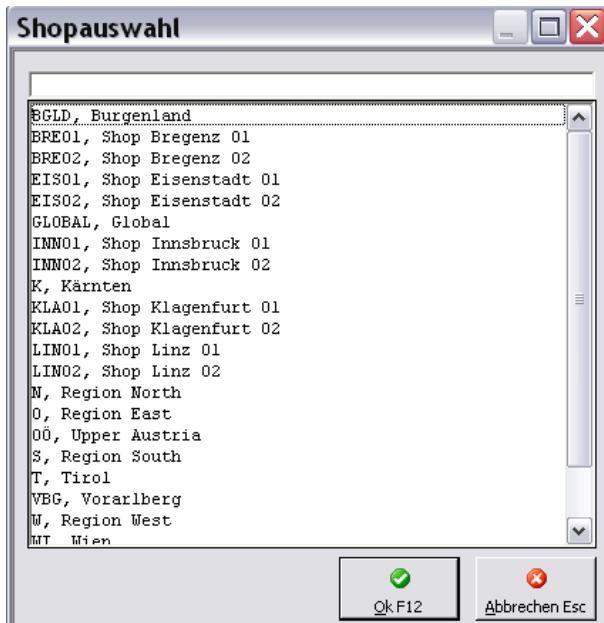 Shopauswahl
BGLD, Burgenland
BRE01, Shop Bregenz 01
BRE02, Shop Bregenz 02
EIS01, Shop Eisenstadt 01
EIS02, Shop Eisenstadt 02
GLOBAL, Global
INN01, Shop Innsbruck 01
INN02, Shop Innsbruck 02
K, Kärnten
KLA01, Shop Klagenfurt 01
KLA02, Shop Klagenfurt 02
LIN01, Shop Linz 01
LIN02, Shop Linz 02
N, Region North
O, Region East
OÖ, Upper Austria
S, Region South
T, Tirol
VBG, Vorarlberg
W, Region West
WI, Wien
Ok F12
Abbrechen Esc